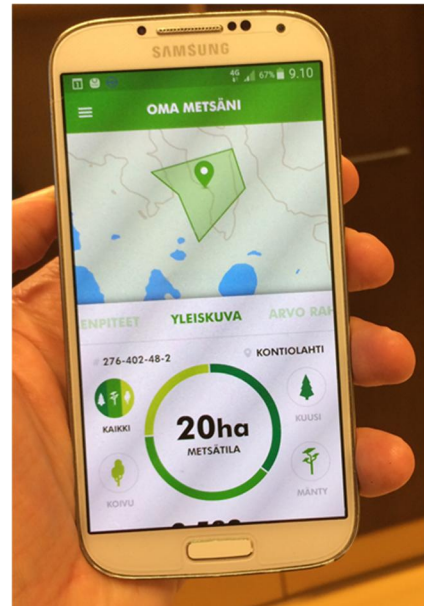 SAMSUNG
4G 67% 9.10
OMA METSÄNI
ENPITEET YLEISKUVA ARVO RAH
276-402-48-2 KONTIOLAHTI
KAIKKI
20ha
METSÄTILA
KUUSI
KOIVU
MÄNTY